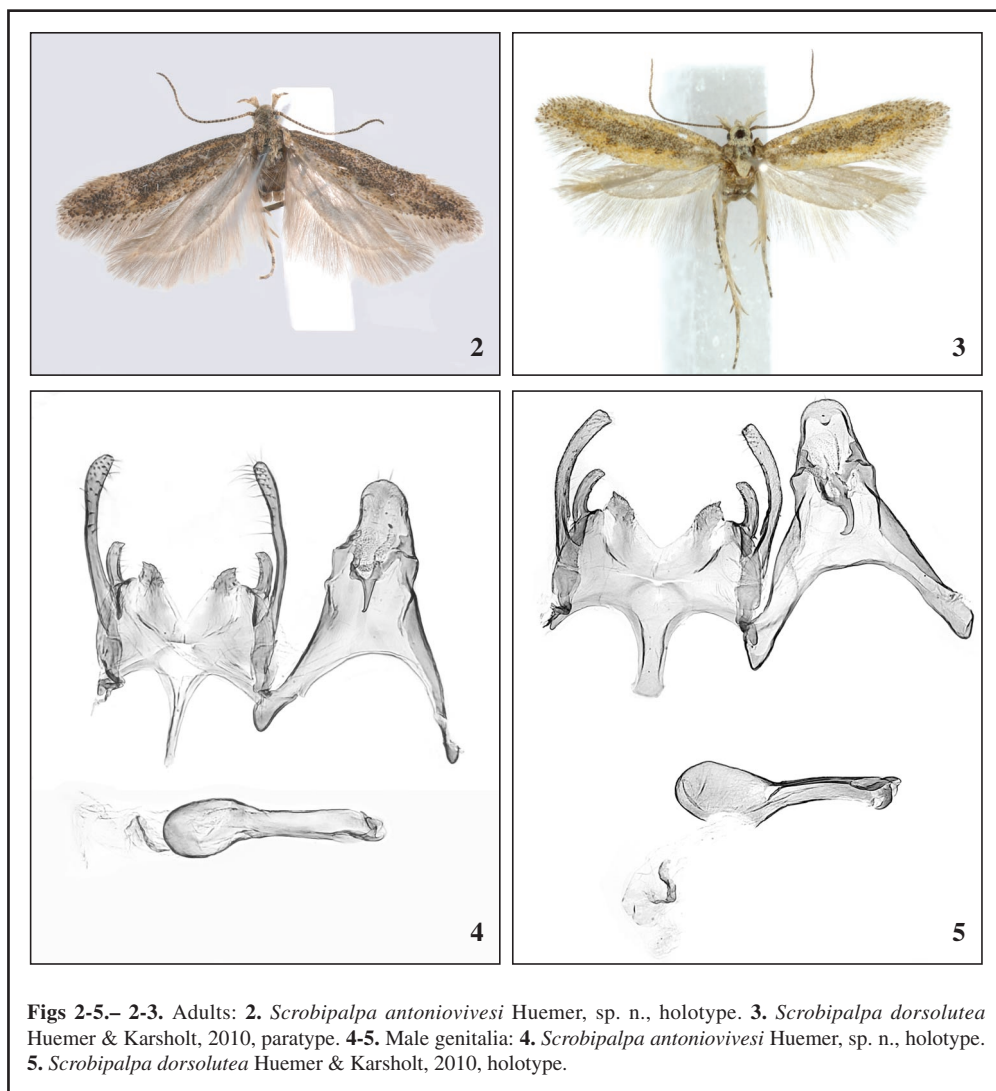 2
3
4
5
Figs 2-5.– 2-3. Adults: 2. Scrobipalpa antoniovivesi Huemer, sp. n., holotype. 3. Scrobipalpa dorsolutea
Huemer & Karsholt, 2010, paratype. 4-5. Male genitalia: 4. Scrobipalpa antoniovivesi Huemer, sp. n., holotype.
5. Scrobipalpa dorsolutea Huemer & Karsholt, 2010, holotype.